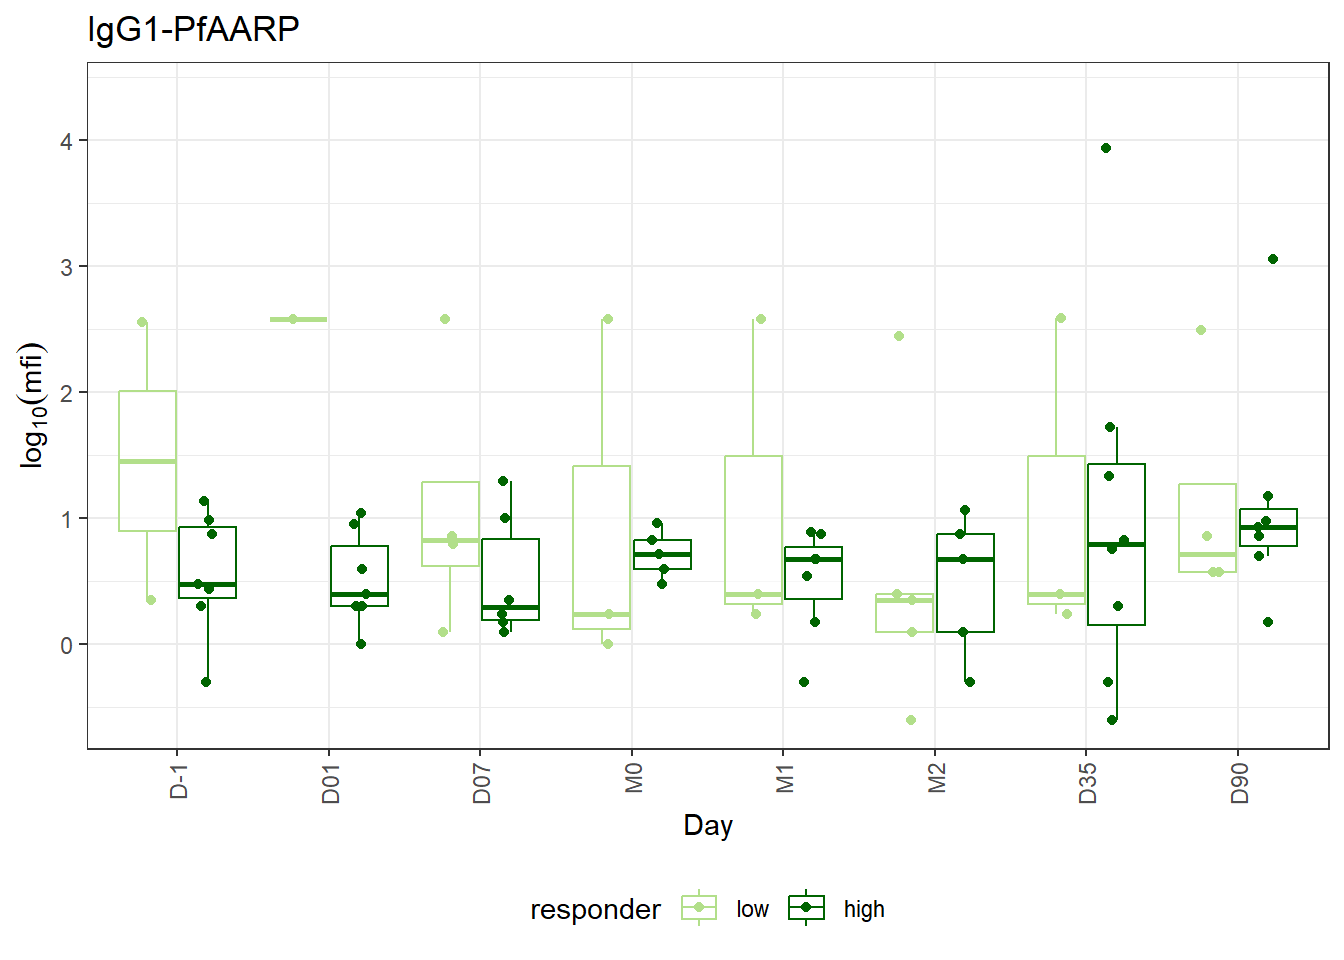 IgG1-PfAARP
log10(mfi)
4
3
2
1
0
D-1 D01 D07 M0 M1 M2 D35 D90
Day
responder low high